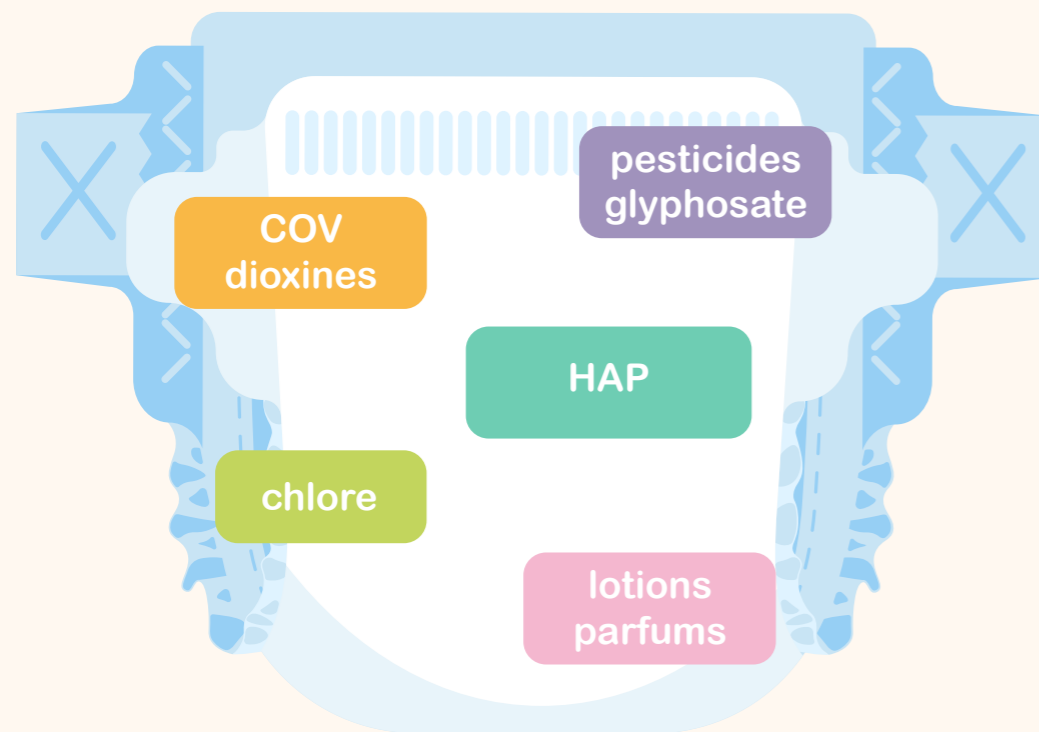 pesticides
glyphosate
COV
dioxines
HAP
chlore
lotions
parfums